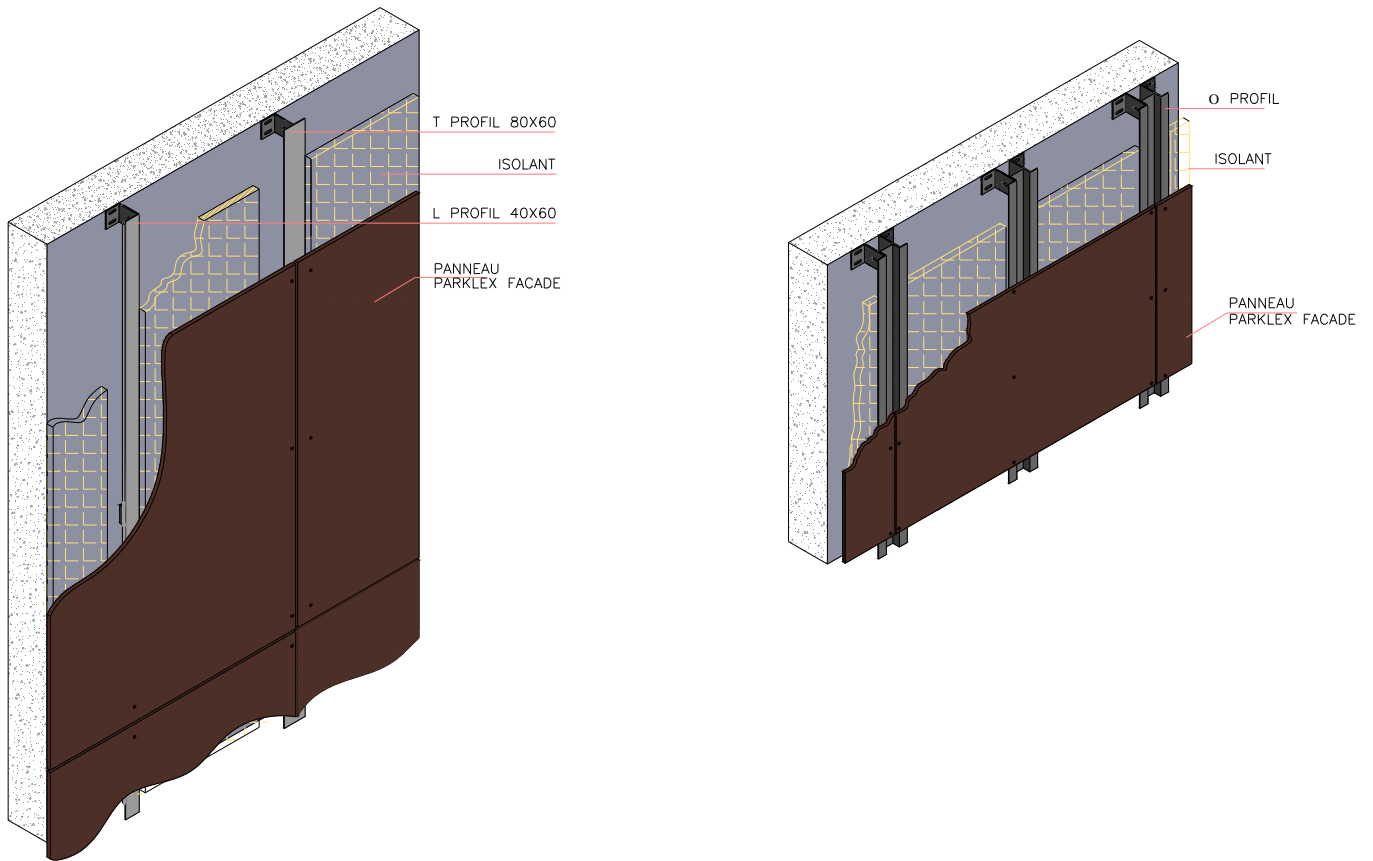 T PROFIL 80X60
ISOLANT
L PROFIL 40X60
PANNEAU
PARKLEX FACADE
O PROFIL
ISOLANT
PANNEAU
PARKLEX FACADE